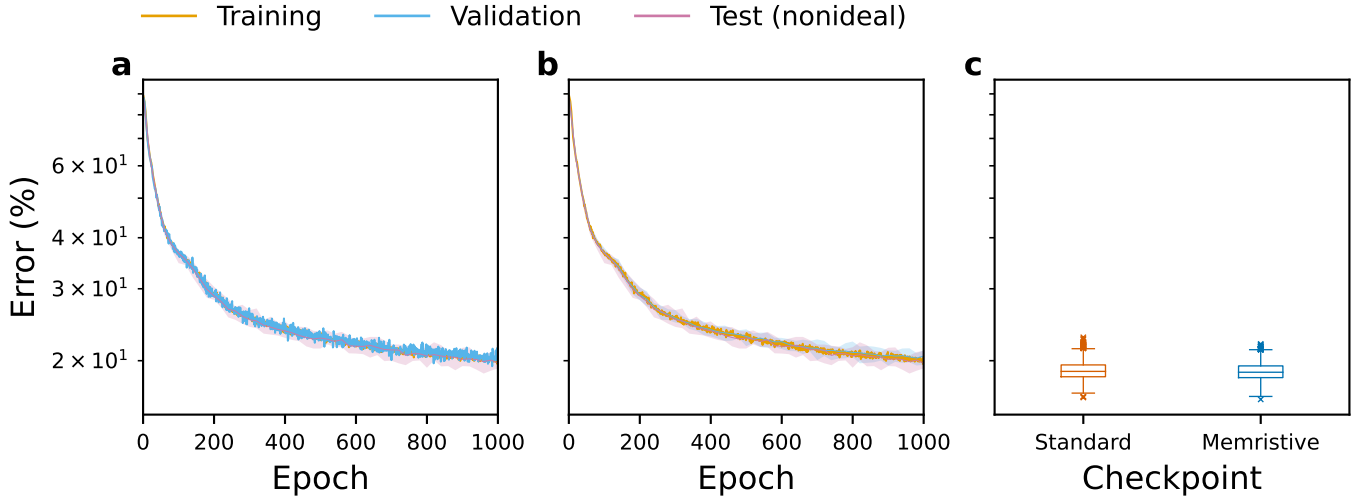 Training Validation Test (nonideal)
a b c
Error (%)
6 × 10¹
4 × 10¹
3 × 10¹
2 × 10¹
0 200 400 600 800 1000
0 200 400 600 800 1000
Standard Memristive
Epoch Epoch Checkpoint